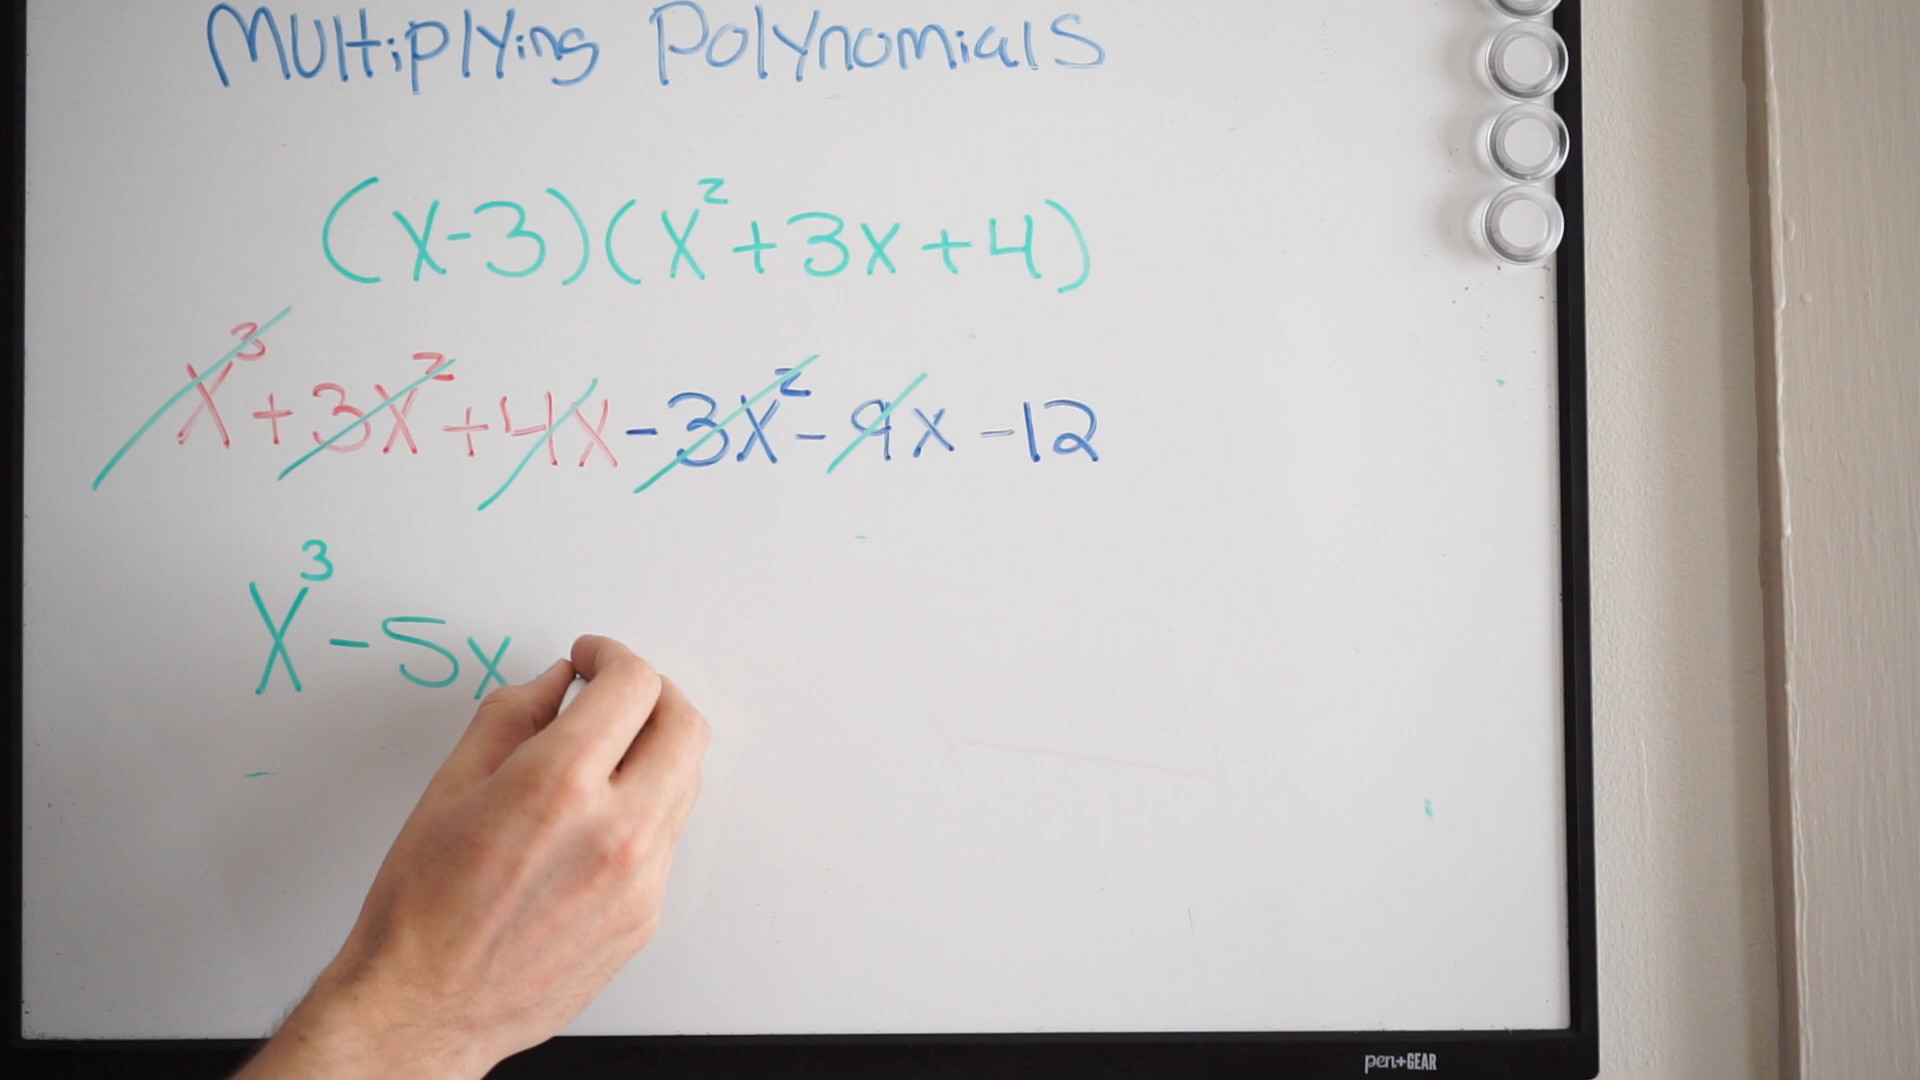 Multiplying Polynomials
(x-3)(x²+3x+4)
x³+3x²+4x-3x²-9x-12
x³-5x
pen+GEAR